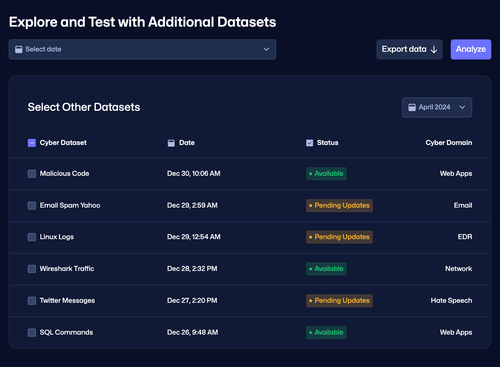 Explore and Test with Additional Datasets
Select date
Export data
Analyze
Select Other Datasets
April 2024
Cyber Dataset Date Status Cyber Domain
Malicious Code Dec 30, 10:06 AM Available Web Apps
Email Spam Yahoo Dec 29, 2:59 AM Pending Updates Email
Linux Logs Dec 29, 12:54 AM Pending Updates EDR
Wireshark Traffic Dec 28, 2:32 PM Available Network
Twitter Messages Dec 27, 2:20 PM Pending Updates Hate Speech
SQL Commands Dec 26, 9:48 AM Available Web Apps